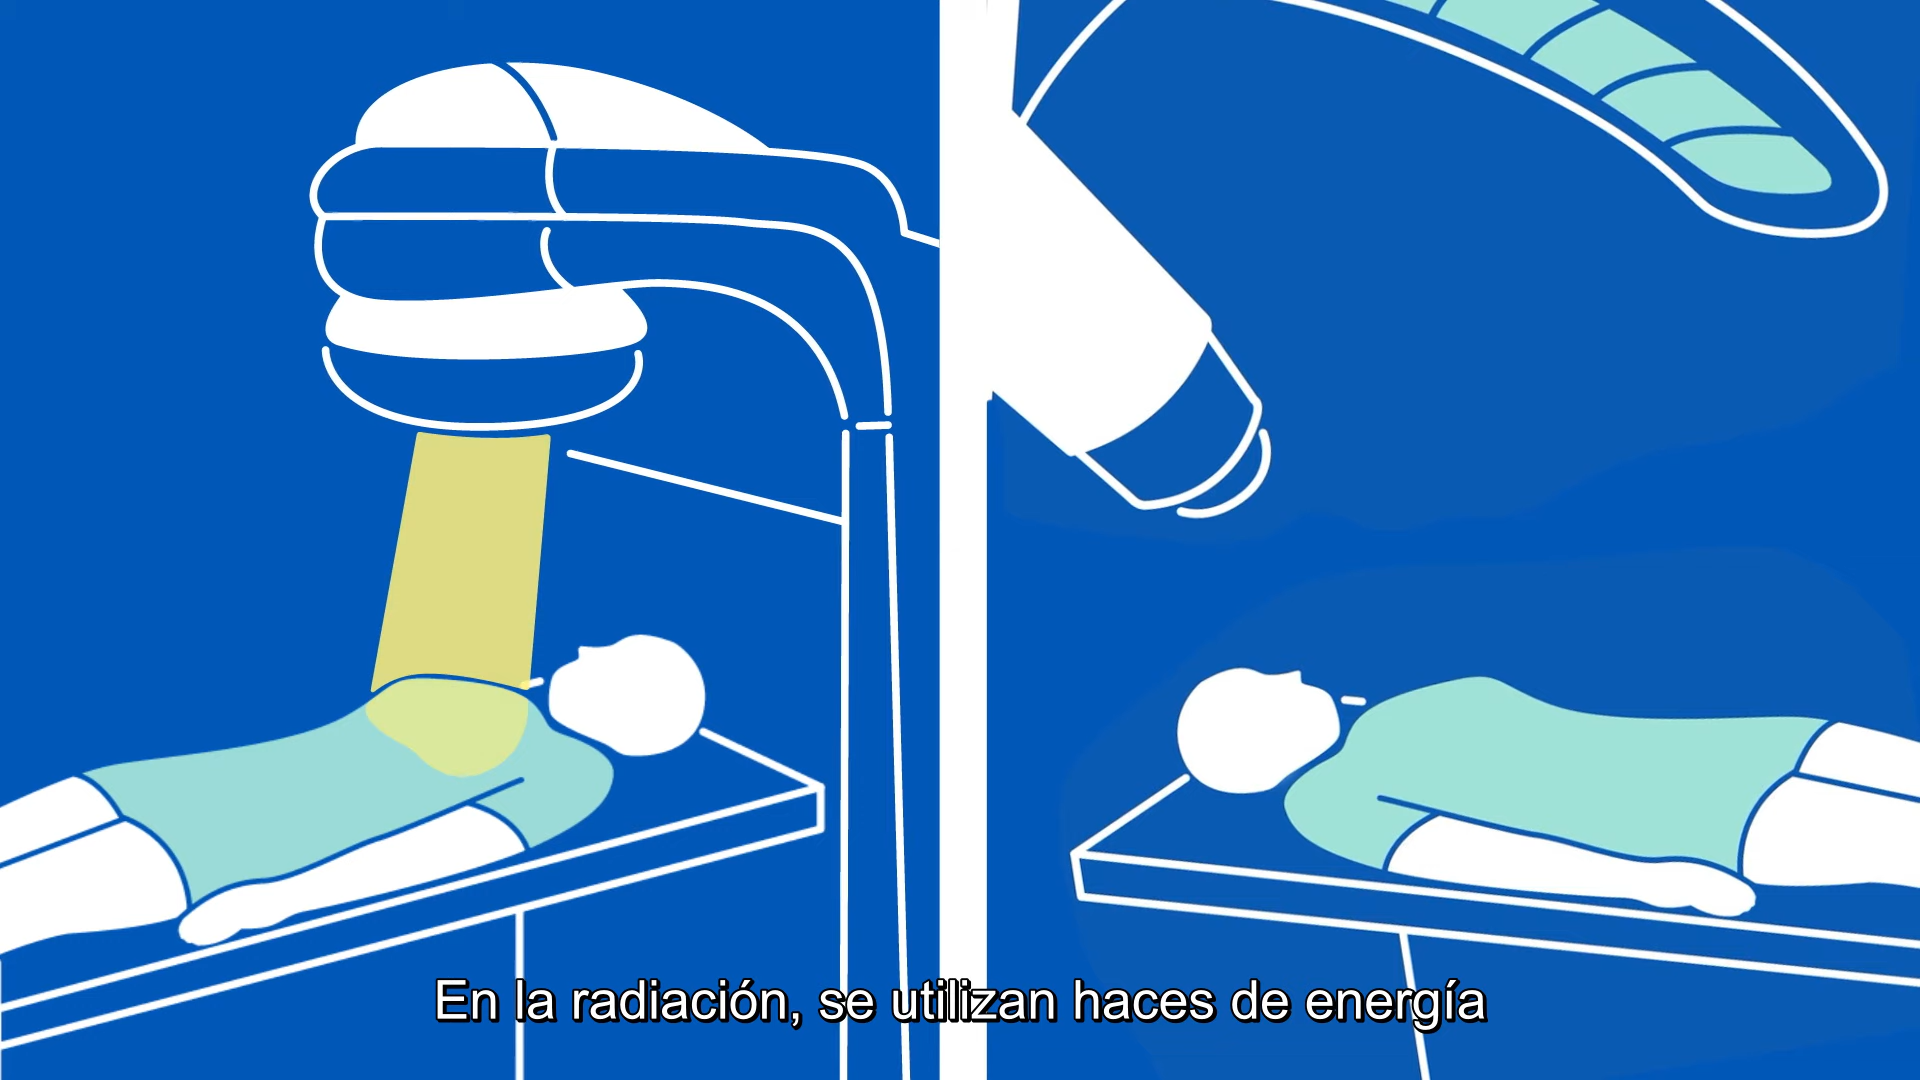 En la radiación, se utilizan haces de energía